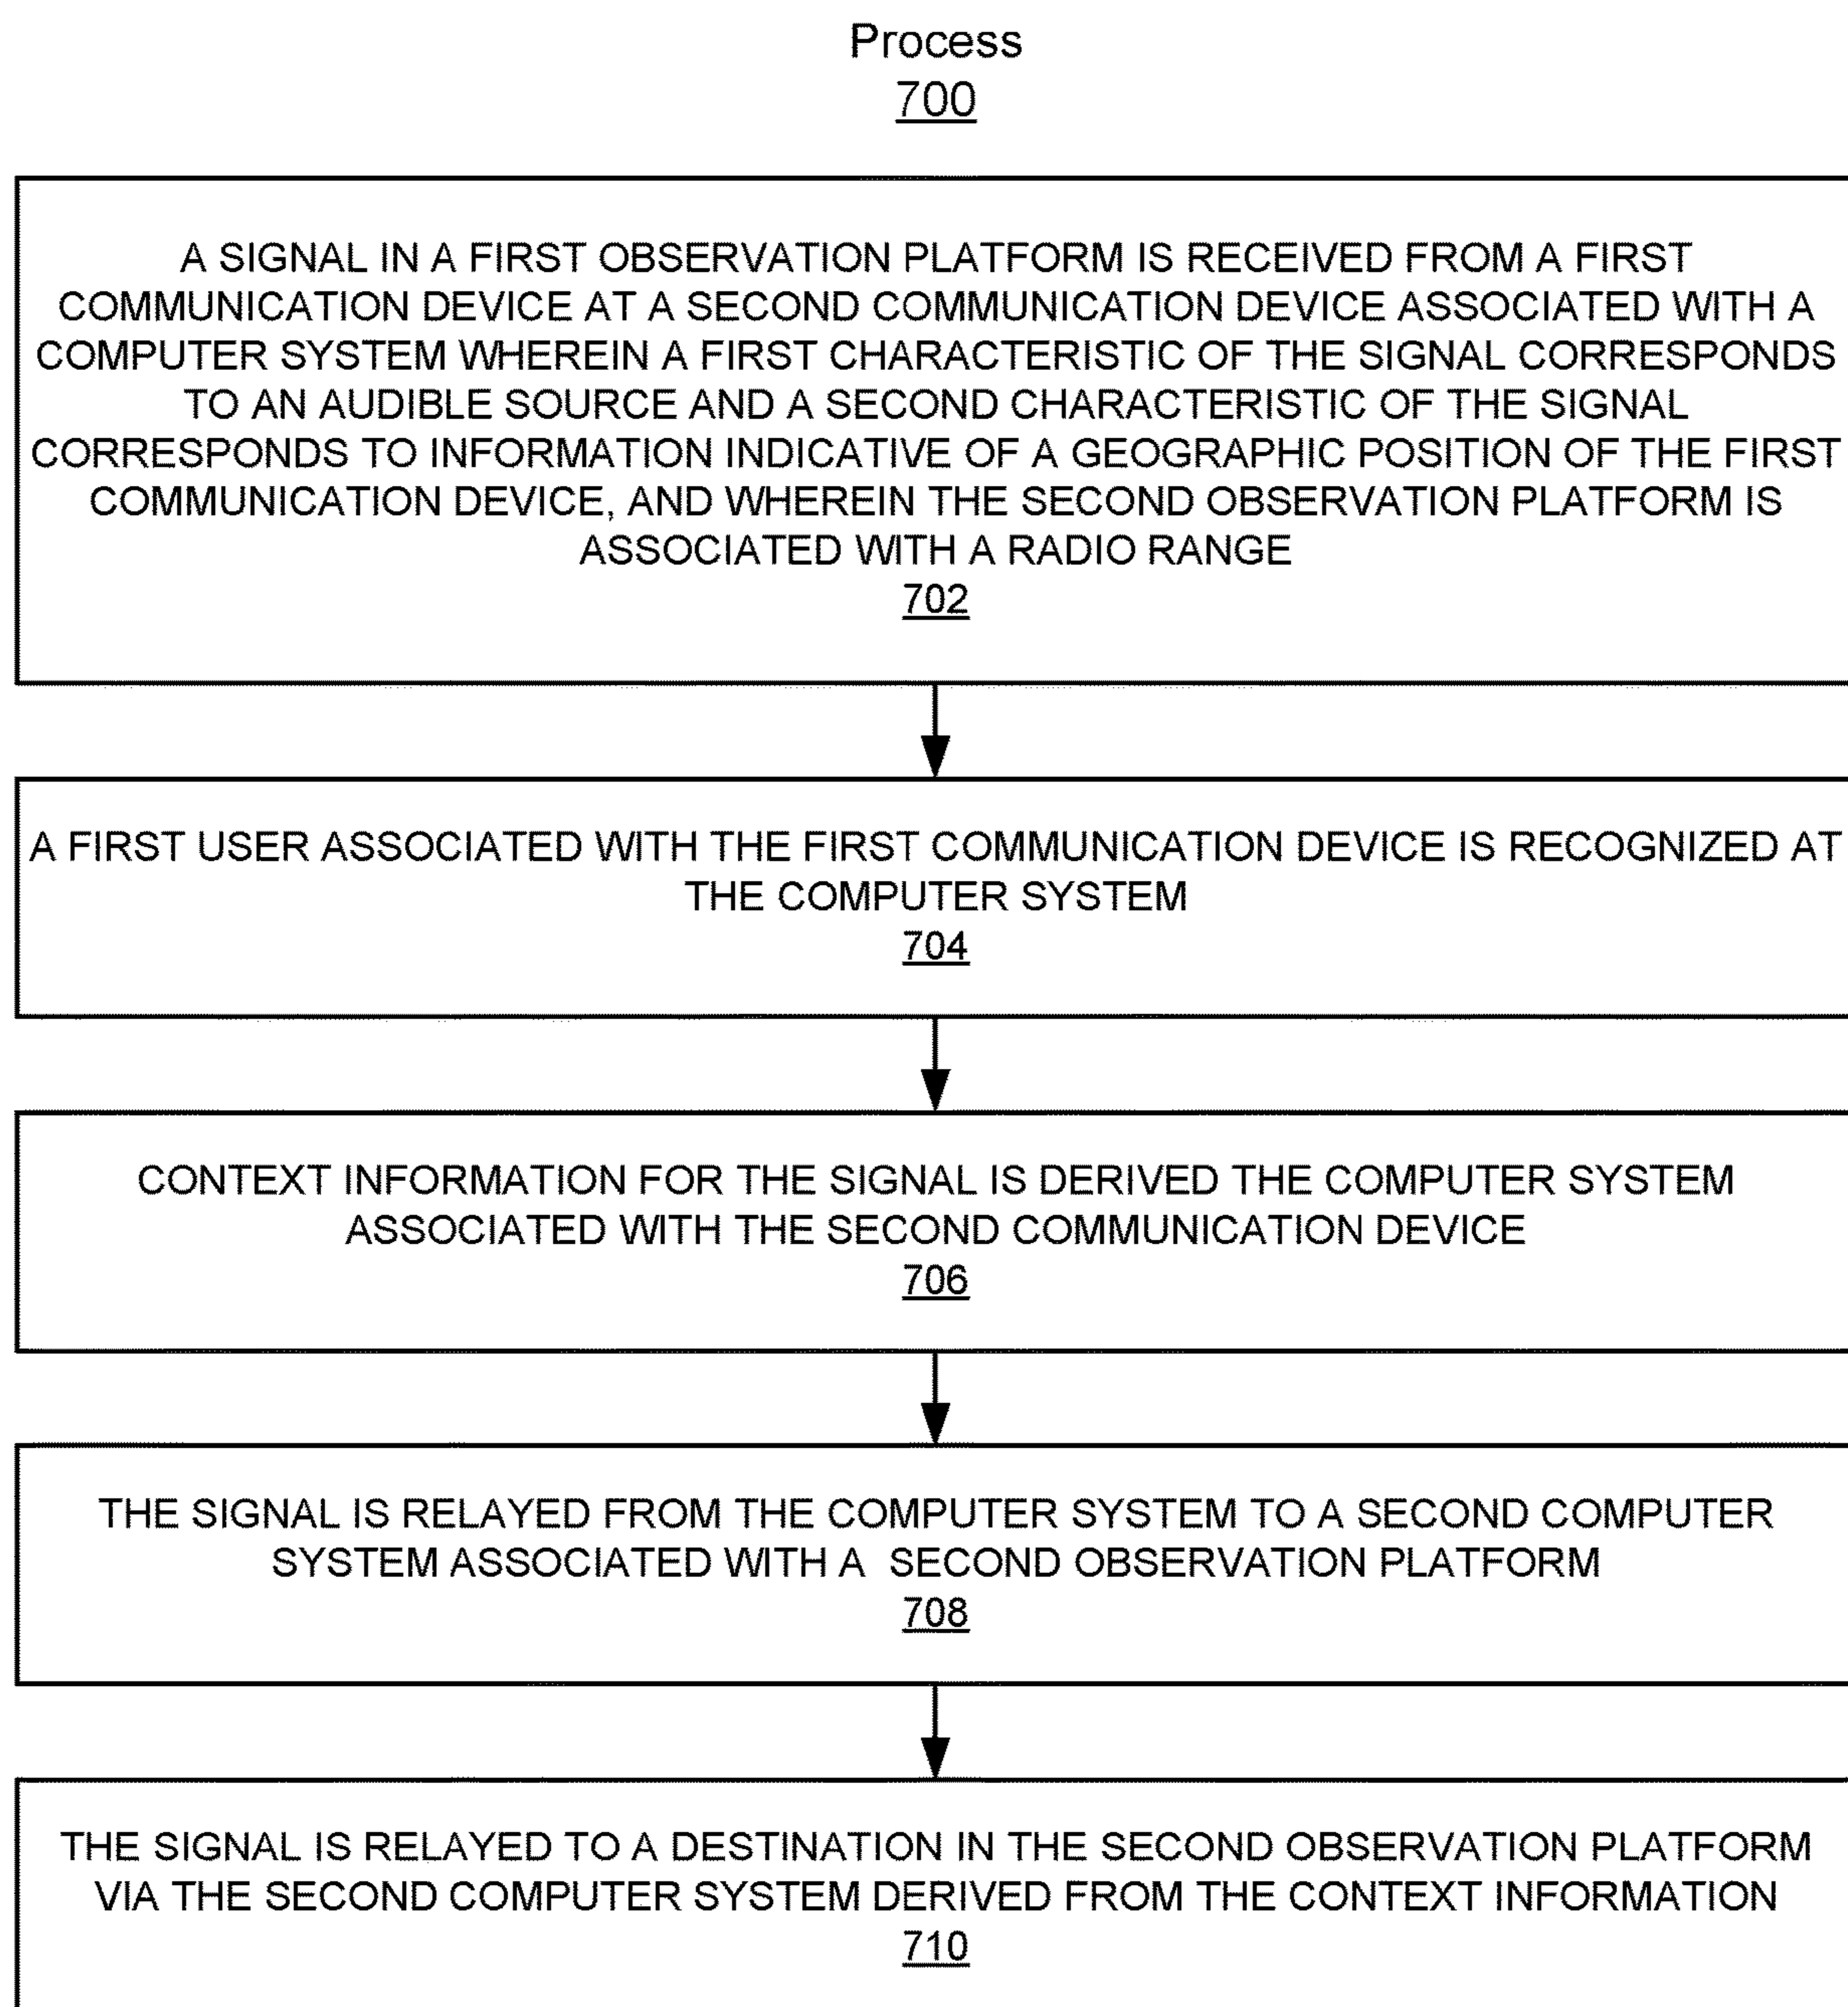 Process
700
A SIGNAL IN A FIRST OBSERVATION PLATFORM IS RECEIVED FROM A FIRST
COMMUNICATION DEVICE AT A SECOND COMMUNICATION DEVICE ASSOCIATED WITH A
COMPUTER SYSTEM WHEREIN A FIRST CHARACTERISTIC OF THE SIGNAL CORRESPONDS
TO AN AUDIBLE SOURCE AND A SECOND CHARACTERISTIC OF THE SIGNAL
CORRESPONDS TO INFORMATION INDICATIVE OF A GEOGRAPHIC POSITION OF THE FIRST
COMMUNICATION DEVICE, AND WHEREIN THE SECOND OBSERVATION PLATFORM IS
ASSOCIATED WITH A RADIO RANGE
702
A FIRST USER ASSOCIATED WITH THE FIRST COMMUNICATION DEVICE IS RECOGNIZED AT
THE COMPUTER SYSTEM
704
CONTEXT INFORMATION FOR THE SIGNAL IS DERIVED THE COMPUTER SYSTEM
ASSOCIATED WITH THE SECOND COMMUNICATION DEVICE
706
THE SIGNAL IS RELAYED FROM THE COMPUTER SYSTEM TO A SECOND COMPUTER
SYSTEM ASSOCIATED WITH A SECOND OBSERVATION PLATFORM
708
THE SIGNAL IS RELAYED TO A DESTINATION IN THE SECOND OBSERVATION PLATFORM
VIA THE SECOND COMPUTER SYSTEM DERIVED FROM THE CONTEXT INFORMATION
710